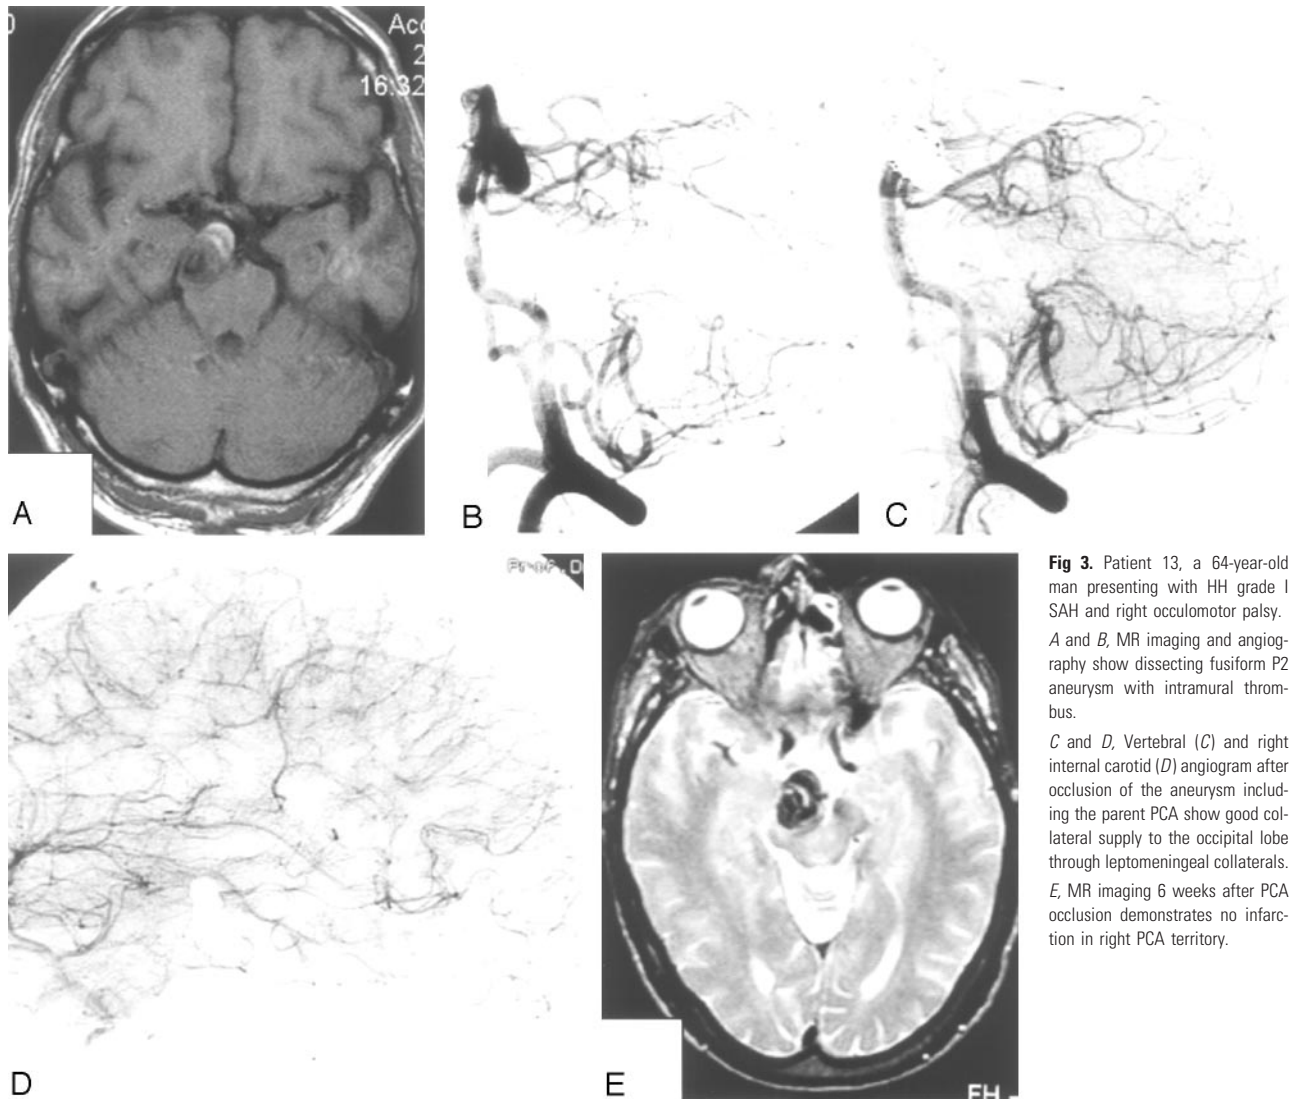 Acc
2
16:32
A
B
C
Prof. D
D
EH -
E
Fig 3. Patient 13, a 64-year-old
man presenting with HH grade I
SAH and right occulomotor palsy.
A and B, MR imaging and angiog-
raphy show dissecting fusiform P2
aneurysm with intramural throm-
bus.
C and D, Vertebral (C) and right
internal carotid (D) angiogram after
occlusion of the aneurysm includ-
ing the parent PCA show good col-
lateral supply to the occipital lobe
through leptomeningeal collaterals.
E, MR imaging 6 weeks after PCA
occlusion demonstrates no infarc-
tion in right PCA territory.